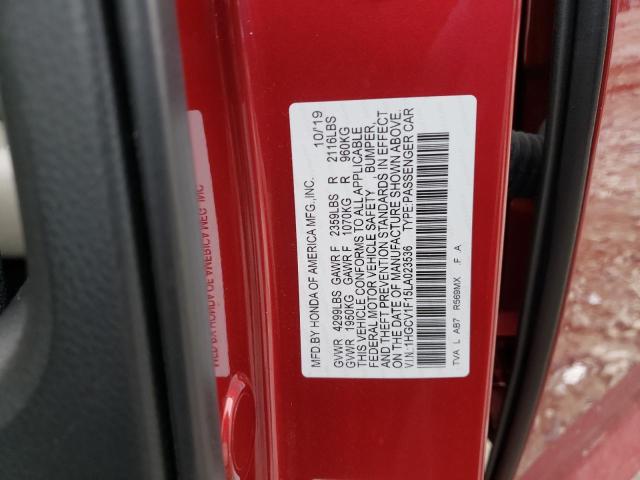 MFD.BY HONDA OF AMERICA MFG.,INC. 10/19
GVWR 4299LBS GAWR F 2359LBS R 2116LBS
GVWR 1950KG GAWR F 1070KG R 960KG
THIS VEHICLE CONFORMS TO ALL APPLICABLE
FEDERAL MOTOR VEHICLE SAFETY BUMPER,
AND THEFT PREVENTION STANDARDS IN EFFECT
ON THE DATE OF MANUFACTURE SHOWN ABOVE.
V.I.N.:1HGCV1F15LA023536 TYPE:PASSENGER CAR
TVA L AB7 R569MX F A